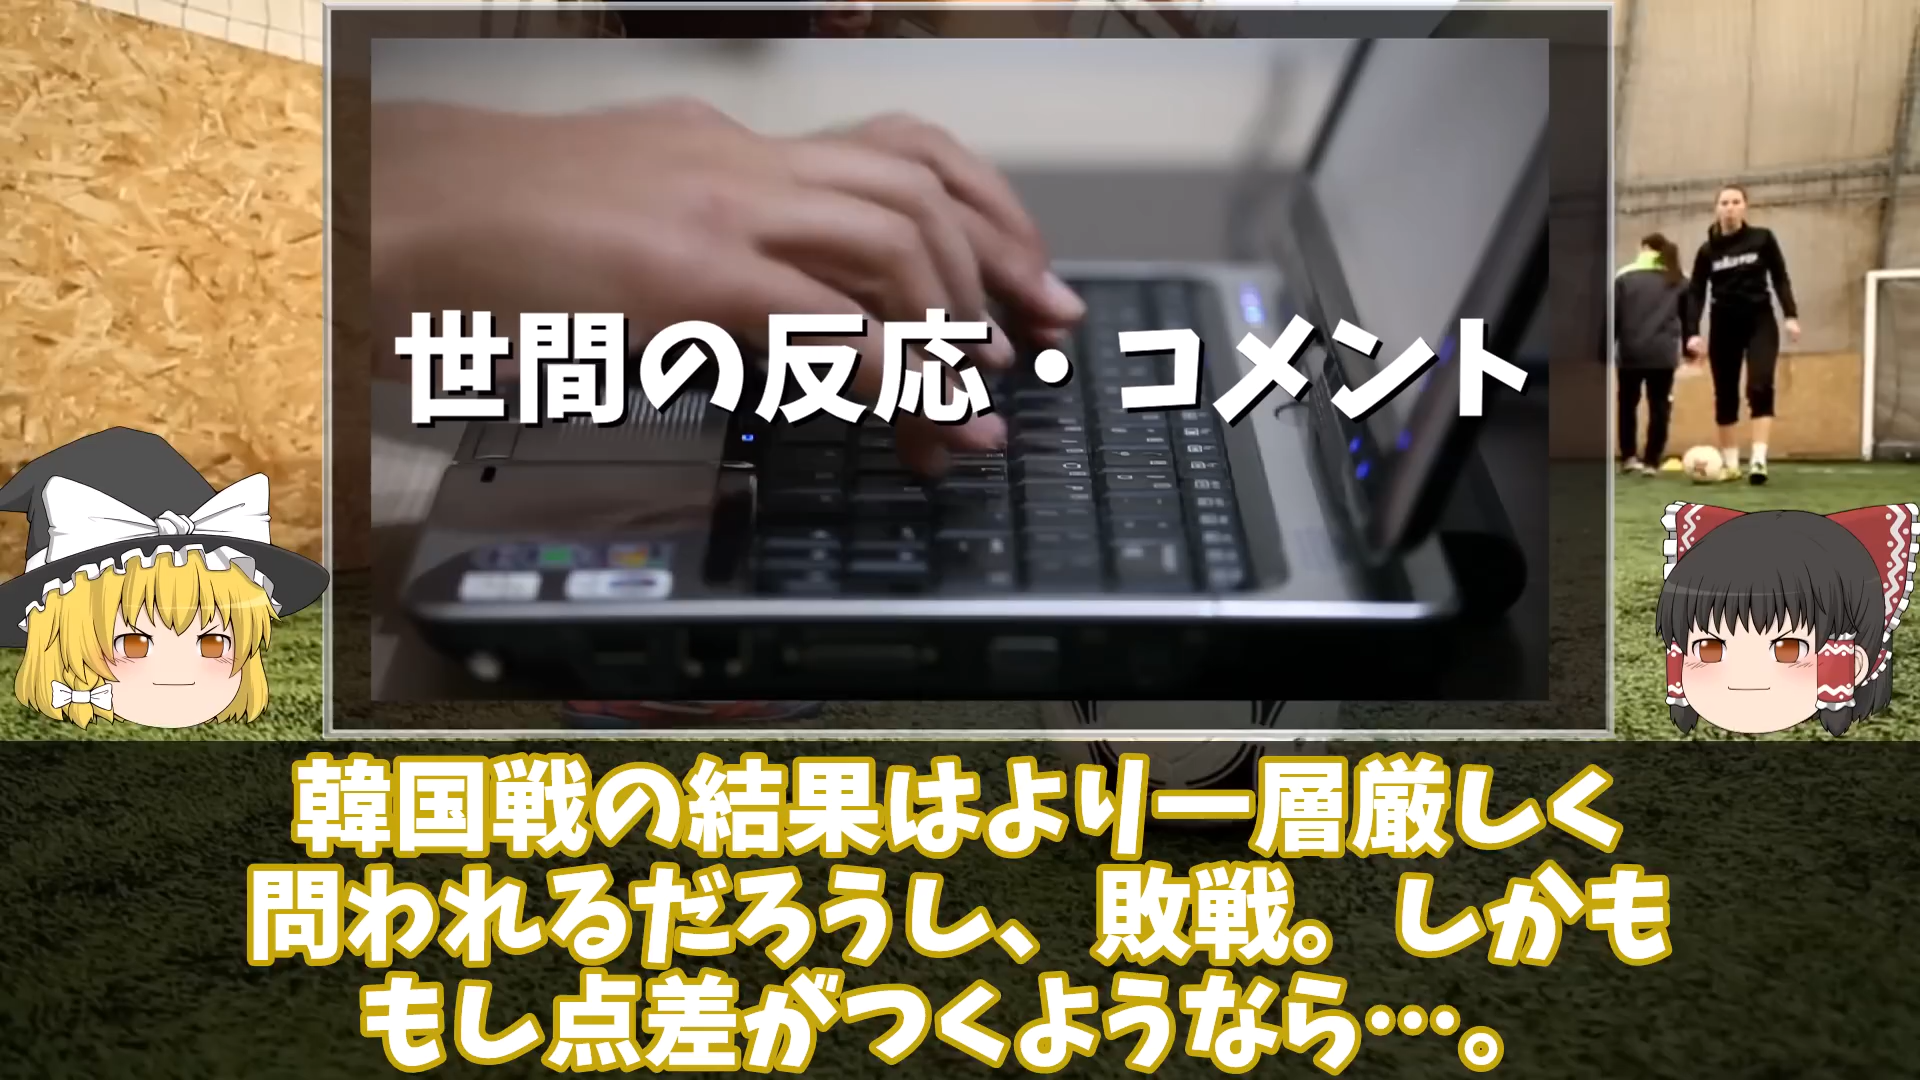 世間の反応・コメント
韓国戦の結果はより一層厳しく
問われるだろうし、敗戦。しかも
もし点差がつくようなら…。